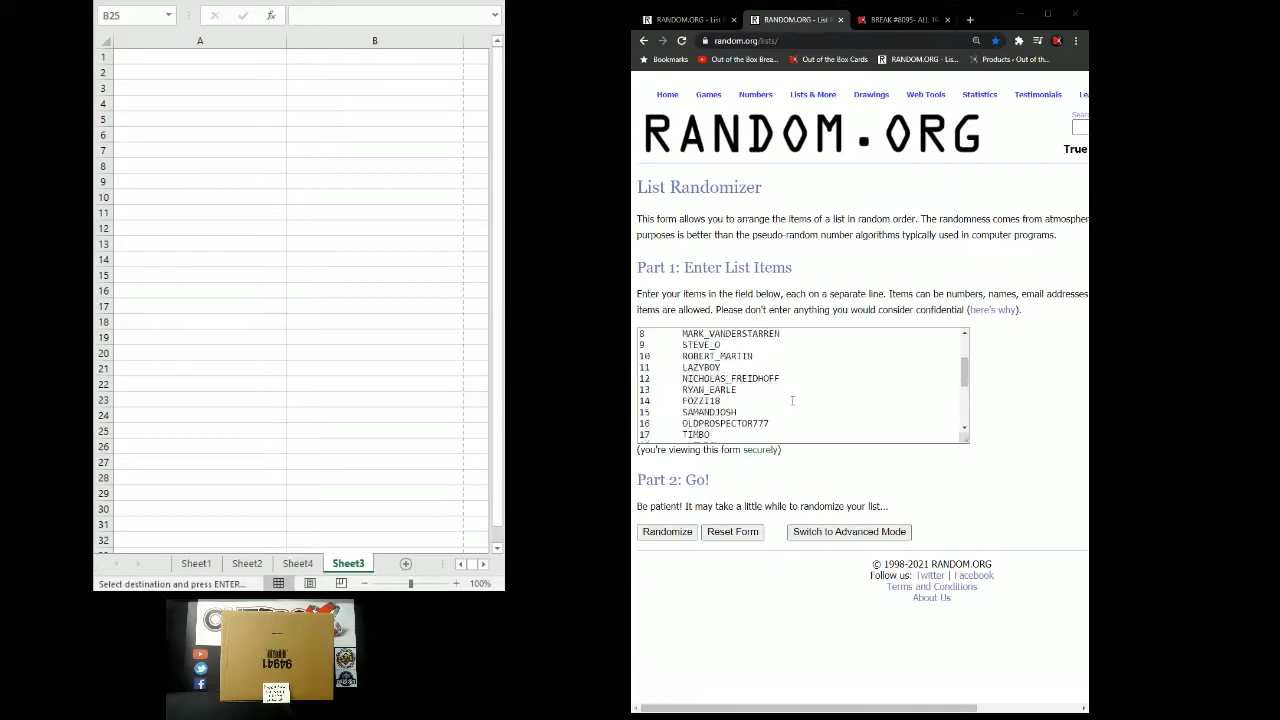 B25
A B
1
2
3
4
5
6
7
8
9
10
11
12
13
14
15
16
17
18
19
20
21
22
23
24
25
26
27
28
29
30
31
32
Sheet1 Sheet2 Sheet4 Sheet3
Select destination and press ENTER... 100%
94941
RANDOM.ORG - List RANDOM.ORG - List BREAK #8095- ALL 19
random.org/lists/
Bookmarks Out of the Box Brea... Out of the Box Cards RANDOM.ORG - Lis... Products ‹ Out of th...
Home Games Numbers Lists & More Drawings Web Tools Statistics Testimonials Le
Sear
RANDOM.ORG
True
List Randomizer
This form allows you to arrange the items of a list in random order. The randomness comes from atmospher
purposes is better than the pseudo-random number algorithms typically used in computer programs.
Part 1: Enter List Items
Enter your items in the field below, each on a separate line. Items can be numbers, names, email addresses
items are allowed. Please don't enter anything you would consider confidential (here's why).
8 MARK_VANDERSTARREN
9 STEVE_O
10 ROBERT_MARTIN
11 LAZYBOY
12 NICHOLAS_FREIDHOFF
13 RYAN_EARLE
14 FOZZI18
15 SAMANDJOSH
16 OLDPROSPECTOR777
17 TIMBO
(you're viewing this form securely)
Part 2: Go!
Be patient! It may take a little while to randomize your list...
Randomize Reset Form Switch to Advanced Mode
© 1998-2021 RANDOM.ORG
Follow us: Twitter | Facebook
Terms and Conditions
About Us